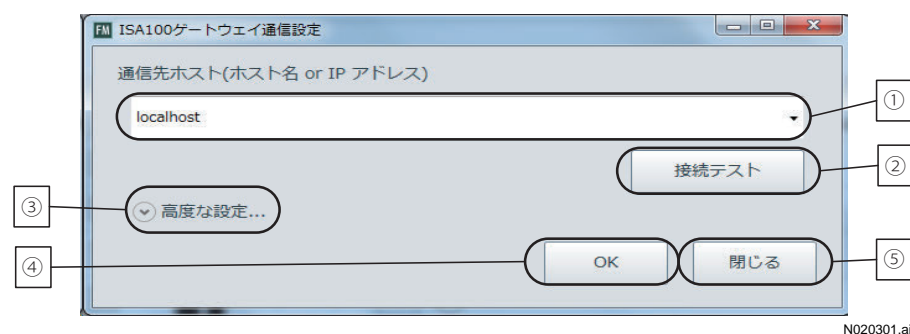 FM ISA100ゲートウェイ通信設定
通信先ホスト(ホスト名 or IP アドレス)
localhost
①
接続テスト
②
③
高度な設定...
④
OK
閉じる
⑤
N020301.ai